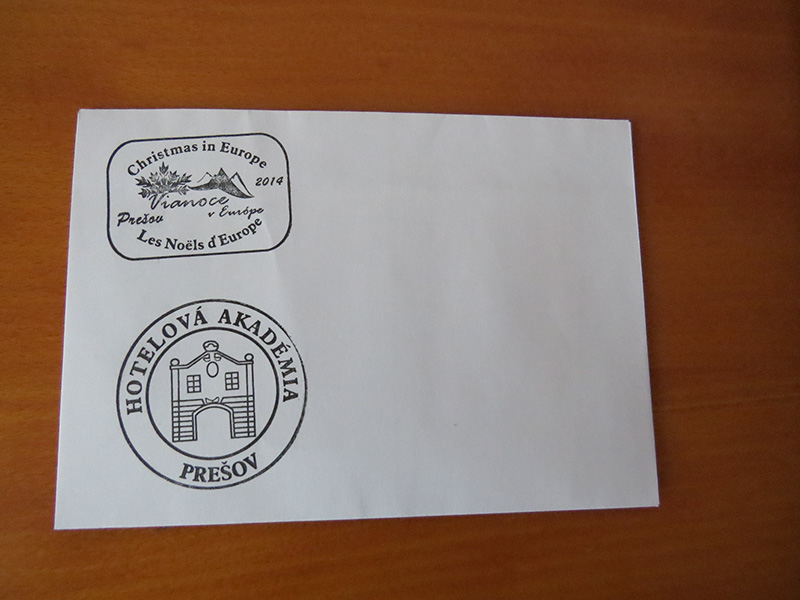 Christmas in Europe
2014
Vianoce
Prešov v Európe
Les Noëls d'Europe
HOTELOVÁ AKADÉMIA
PREŠOV